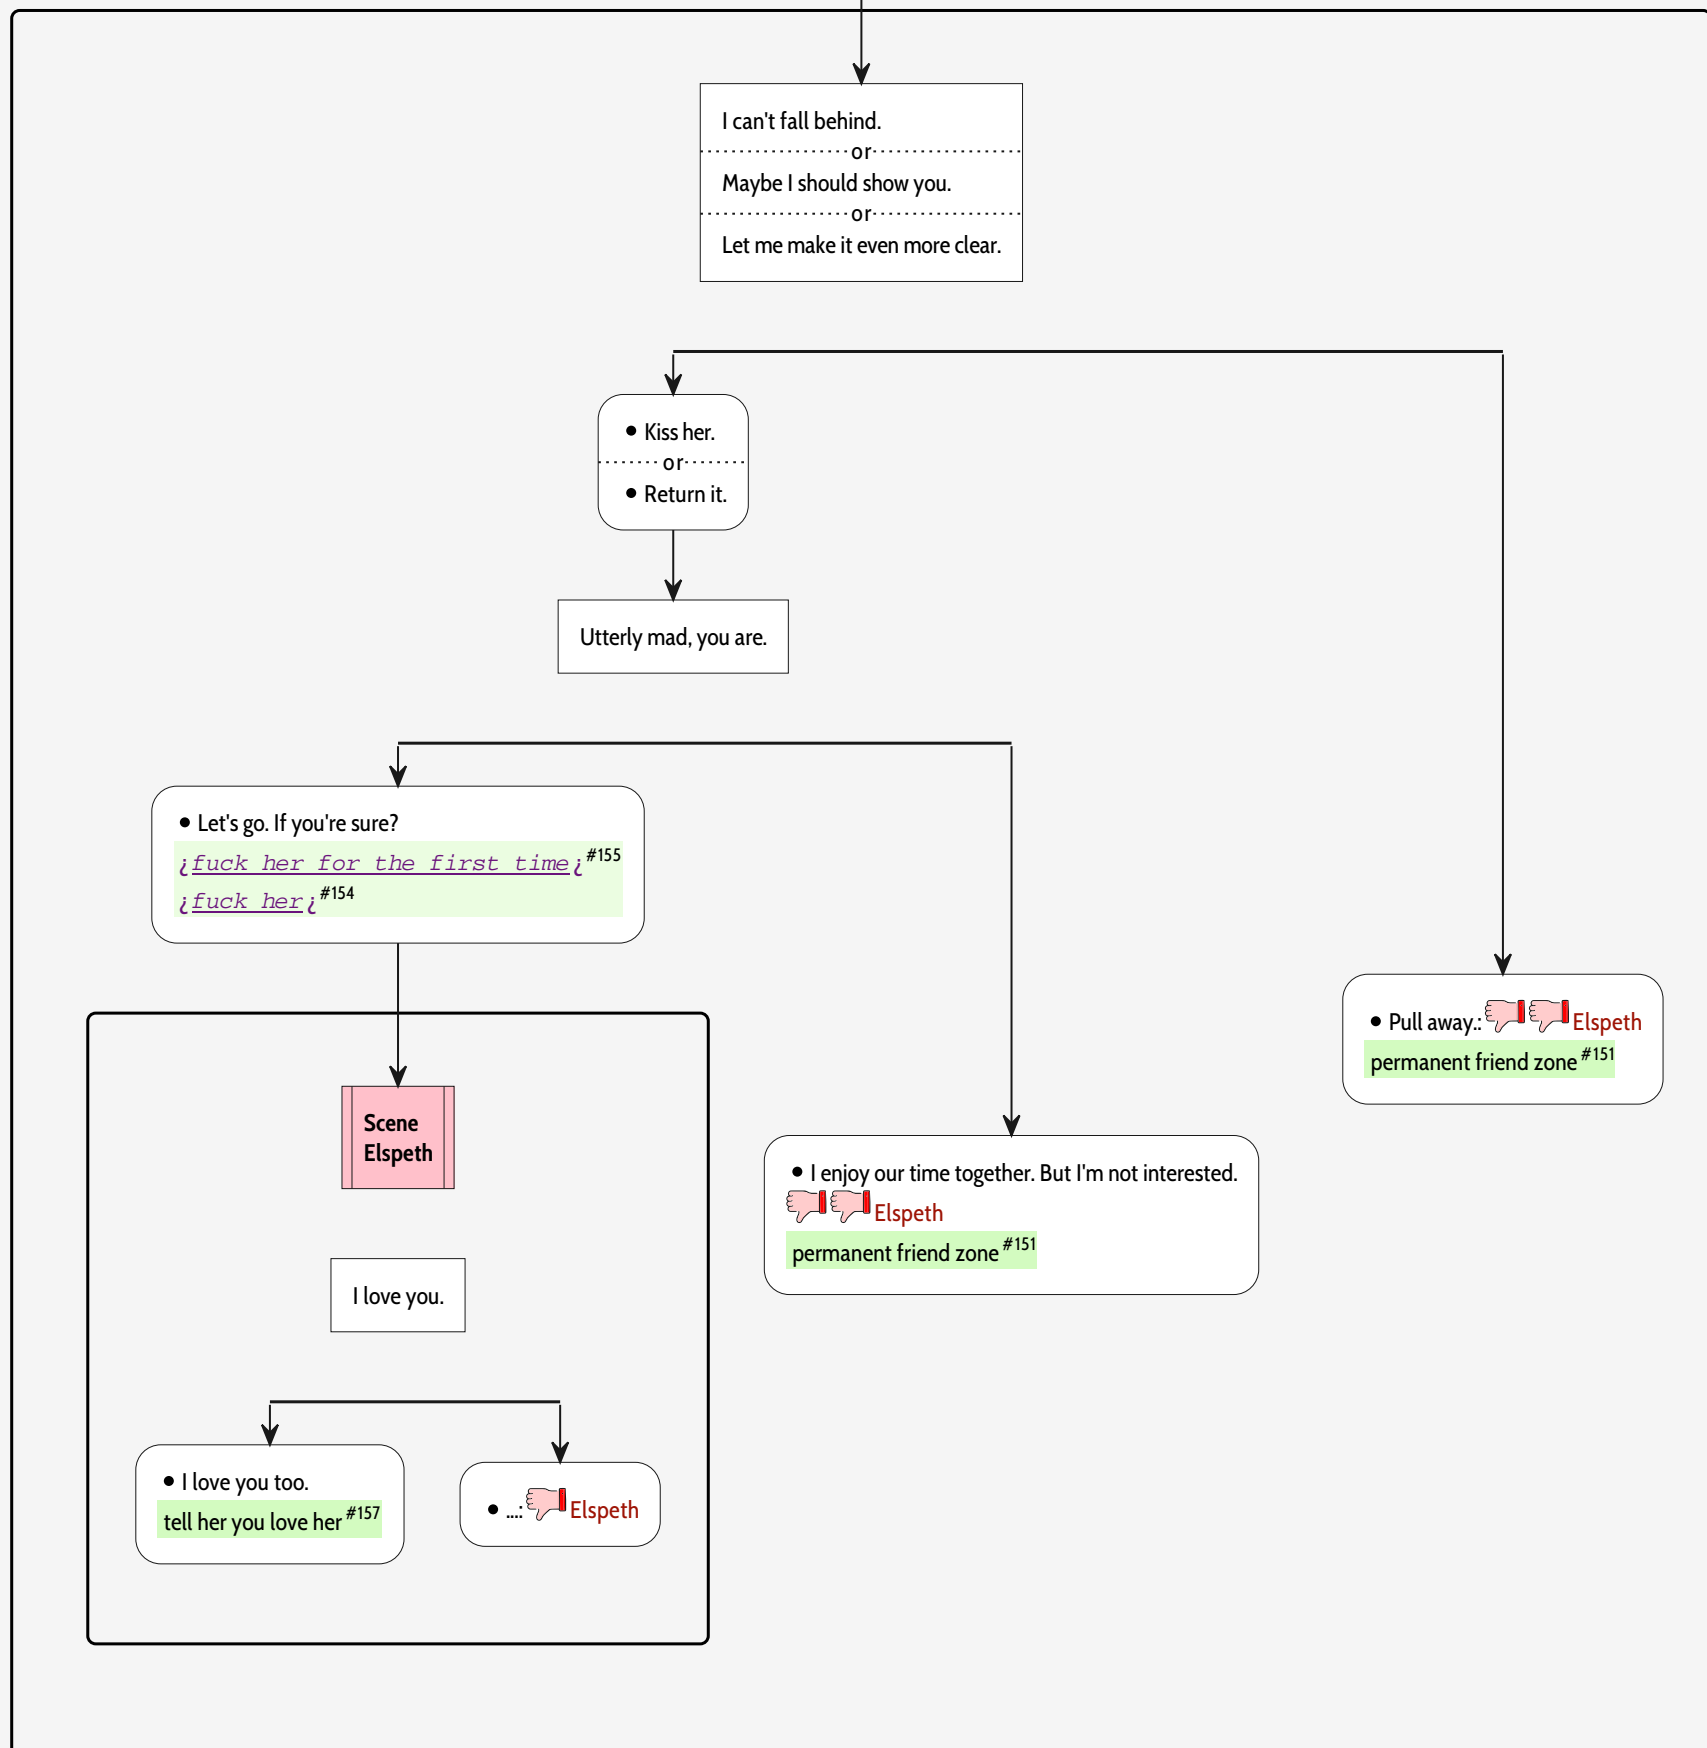 I can't fall behind.
or
Maybe I should show you.
or
Let me make it even more clear.
• Kiss her.
or
• Return it.
Utterly mad, you are.
• Let's go. If you're sure?
¿fuck her for the first time¿ #155
¿fuck her¿ #154
• Pull away.: Elspeth
permanent friend zone #151
Scene
Elspeth
• I enjoy our time together. But I'm not interested.
Elspeth
permanent friend zone #151
I love you.
• I love you too.
tell her you love her #157
• ...: Elspeth